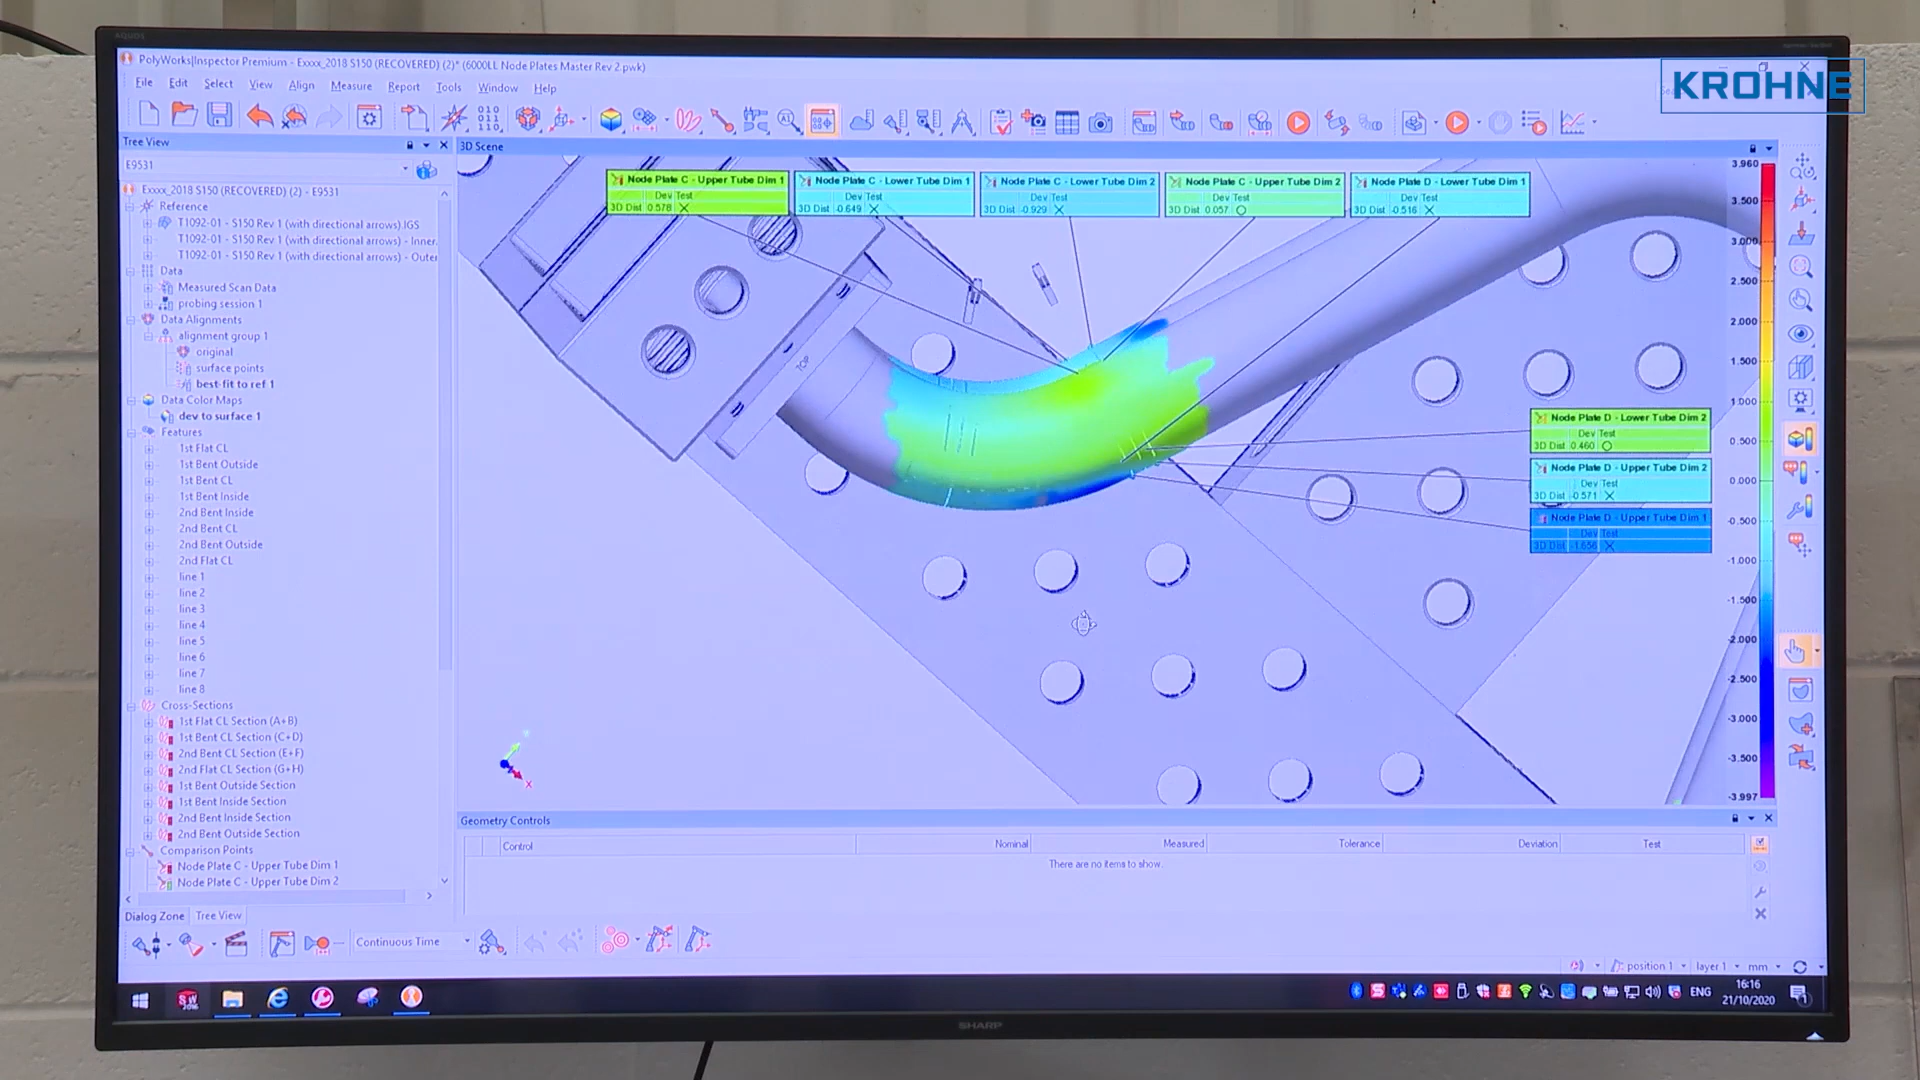 AQUOS
PolyWorks|Inspector Premium - Exxxx_2018 S150 (RECOVERED) (2)* (6000LL Node Plates Master Rev 2.pwk)
KROHNE
File Edit Select View Align Measure Report Tools Window Help
Tree View
3D Scene
E9531
Exxxx_2018 S150 (RECOVERED) (2) - E9531
Reference
T1092-01 - S150 Rev 1 (with directional arrows).IGS
T1092-01 - S150 Rev 1 (with directional arrows) - Inner.
T1092-01 - S150 Rev 1 (with directional arrows) - Outer
Data
Measured Scan Data
probing session 1
Data Alignments
alignment group 1
original
surface points
best-fit to ref 1
Data Color Maps
dev to surface 1
Features
1st Flat CL
1st Bent Outside
1st Bent CL
1st Bent Inside
2nd Bent Inside
2nd Bent CL
2nd Bent Outside
2nd Flat CL
line 1
line 2
line 3
line 4
line 5
line 6
line 7
line 8
Cross-Sections
1st Flat CL Section (A+B)
1st Bent CL Section (C+D)
2nd Bent CL Section (E+F)
2nd Flat CL Section (G+H)
1st Bent Outside Section
1st Bent Inside Section
2nd Bent Inside Section
2nd Bent Outside Section
Comparison Points
Node Plate C - Upper Tube Dim 1
Node Plate C - Upper Tube Dim 2
Dialog Zone Tree View
Continuous Time
Node Plate C - Upper Tube Dim 1
Dev Test
3D Dist 0.578
Node Plate C - Lower Tube Dim 1
Dev Test
3D Dist -0.649
Node Plate C - Lower Tube Dim 2
Dev Test
3D Dist -0.929
Node Plate C - Upper Tube Dim 2
Dev Test
3D Dist 0.057
Node Plate D - Lower Tube Dim 1
Dev Test
3D Dist -0.516
TOP
Node Plate D - Lower Tube Dim 2
Dev Test
3D Dist 0.460
Node Plate D - Upper Tube Dim 2
Dev Test
3D Dist -0.571
Node Plate D - Upper Tube Dim 1
Dev Test
3D Dist -1.656
3.960
3.500
3.000
2.500
2.000
1.500
1.000
0.500
0.000
-0.500
-1.000
-1.500
-2.000
-2.500
-3.000
-3.500
-3.997
X
Geometry Controls
Control Nominal Measured Tolerance Deviation Test
There are no items to show.
position 1 layer 1 mm
ENG
16:16
21/10/2020
SHARP